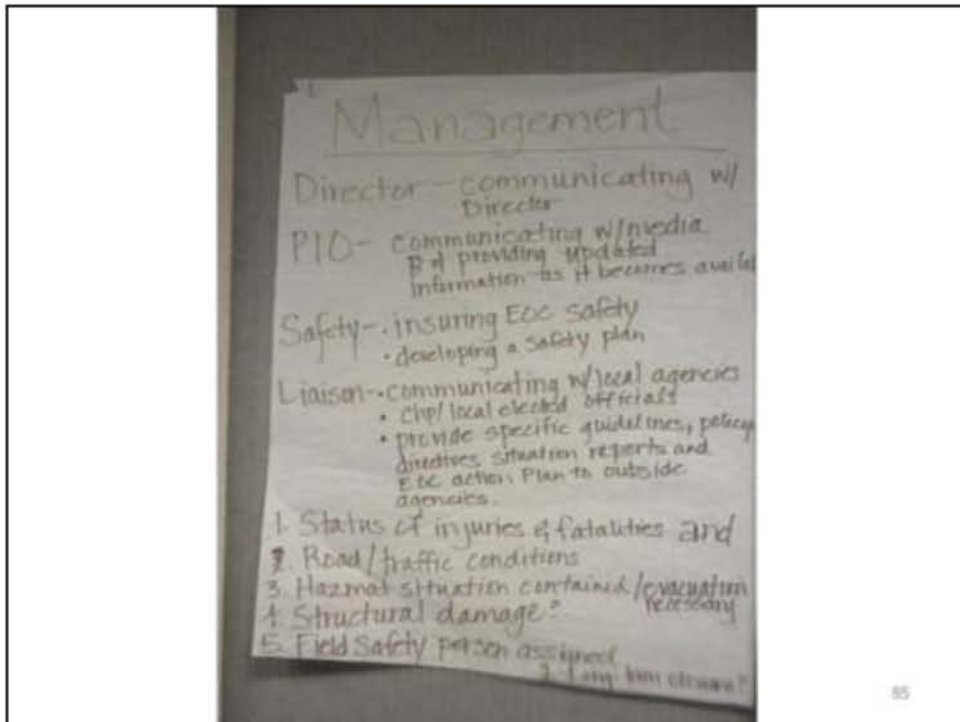 Management
Director - communicating w/
Director
PIO - communicating w/media
providing updated
information as it becomes availa
Safety - . insuring EOC safety
• developing a safety plan
Liaison - • communicating w/local agencies
• CHP/local elected officials
• provide specific guidelines, policy
directives situation reports and
EOC action Plan to outside
agencies.
1. Status of injuries & fatalities and
2. Road/traffic conditions
3. Hazmat situation contained/evacuation
necessary
4. Structural damage?
5. Field Safety person assigned
85